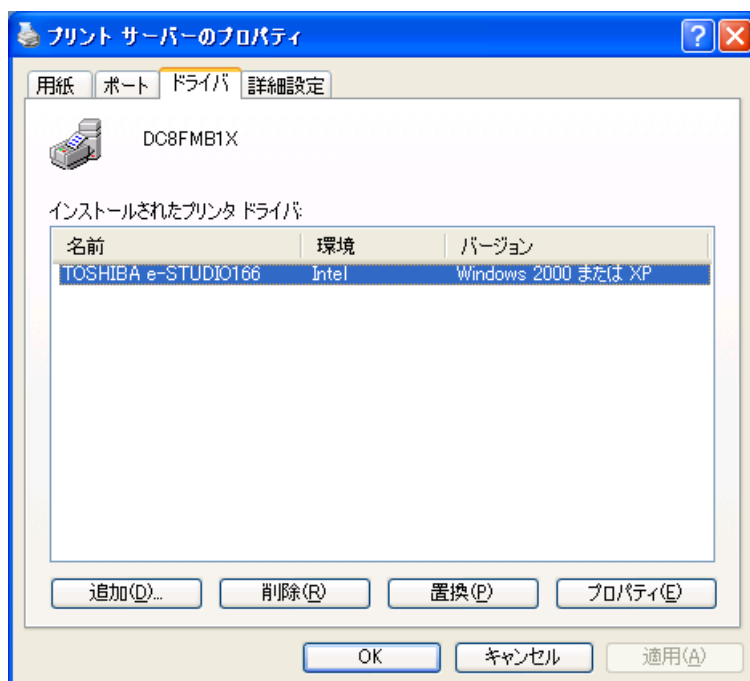 プリント サーバーのプロパティ
用紙 ポート ドライバ 詳細設定
DC8FMB1X
インストールされたプリンタ ドライバ:
名前 環境 バージョン
TOSHIBA e-STUDIO166 Intel Windows 2000 または XP
追加(D)... 削除(R) 置換(P) プロパティ(E)
OK キャンセル 適用(A)